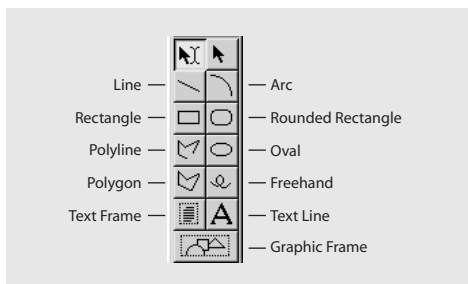 Line
Arc
Rectangle
Rounded Rectangle
Polyline
Oval
Polygon
Freehand
Text Frame
A
Text Line
Graphic Frame